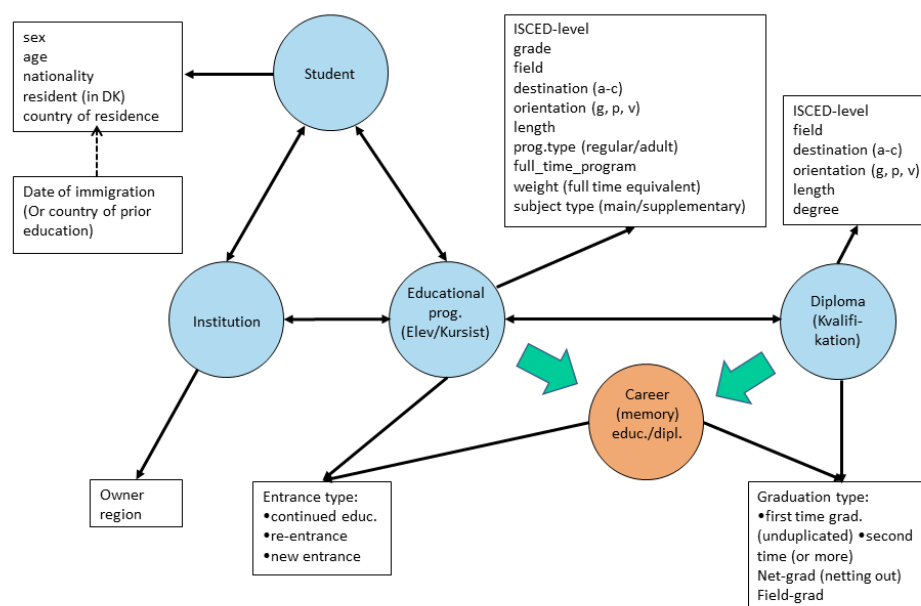 sex
age
nationality
resident (in DK)
country of residence
Date of immigration
(Or country of prior
education)
Student
ISCED-level
grade
field
destination (a-c)
orientation (g, p, v)
length
prog.type (regular/adult)
full_time_program
weight (full time equivalent)
subject type (main/supplementary)
ISCED-level
field
destination (a-c)
orientation (g, p, v)
length
degree
Institution
Educational
prog.
(Elev/Kursist)
Diploma
(Kvalifi-
kation)
Career
(memory)
educ./dipl.
Owner
region
Entrance type:
•continued educ.
•re-entrance
•new entrance
Graduation type:
•first time grad.
(unduplicated) •second
time (or more)
Net-grad (netting out)
Field-grad